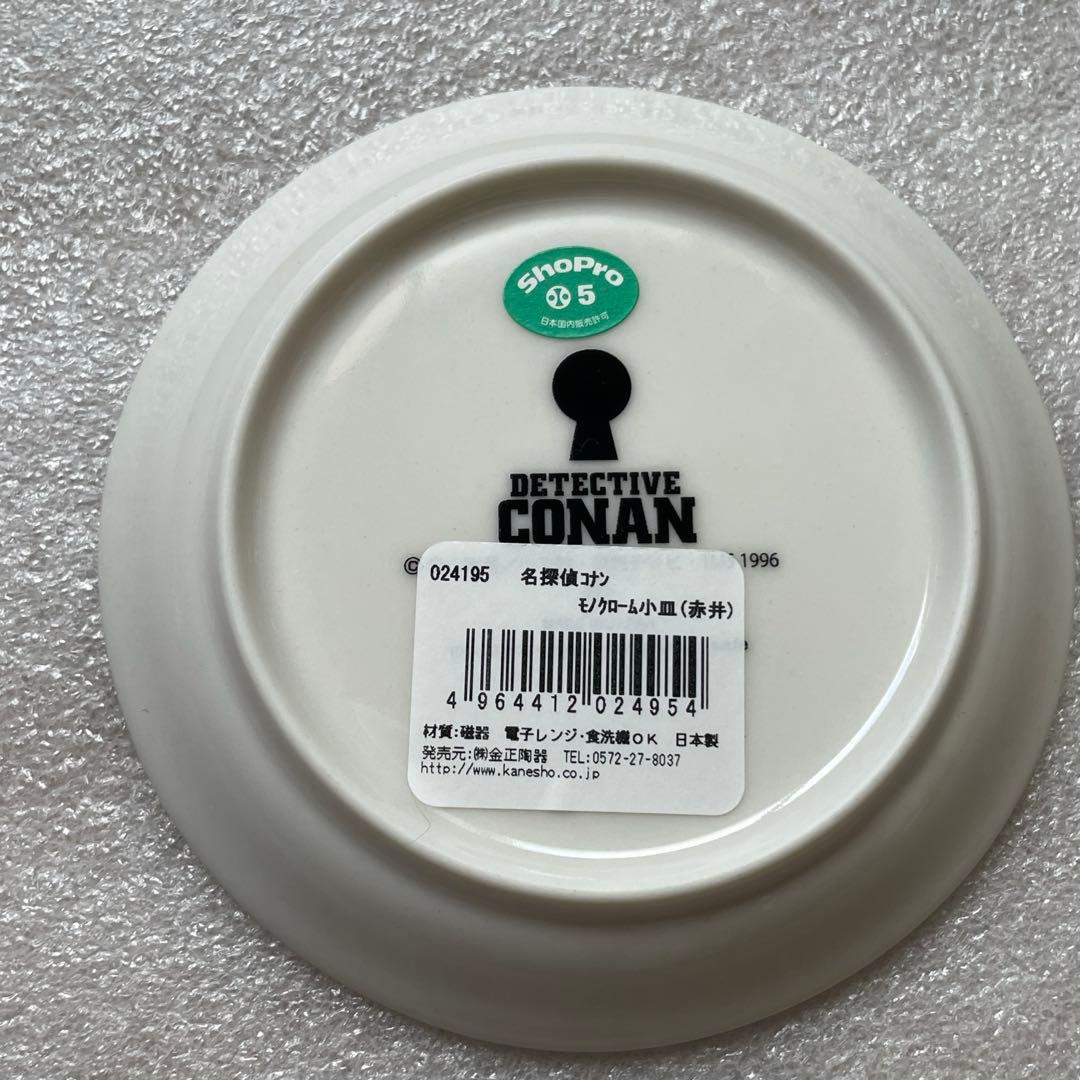 ShoPro
5
日本国内販売許可
DETECTIVE
CONAN
© 1996
024195 名探偵ｺﾅﾝ
ﾓﾉｸﾛｰﾑ小皿(赤井)
4 964412 024954
材質:磁器 電子レンジ・食洗機OK 日本製
発売元:㈱金正陶器 TEL:0572-27-8037
http://www.kanesho.co.jp